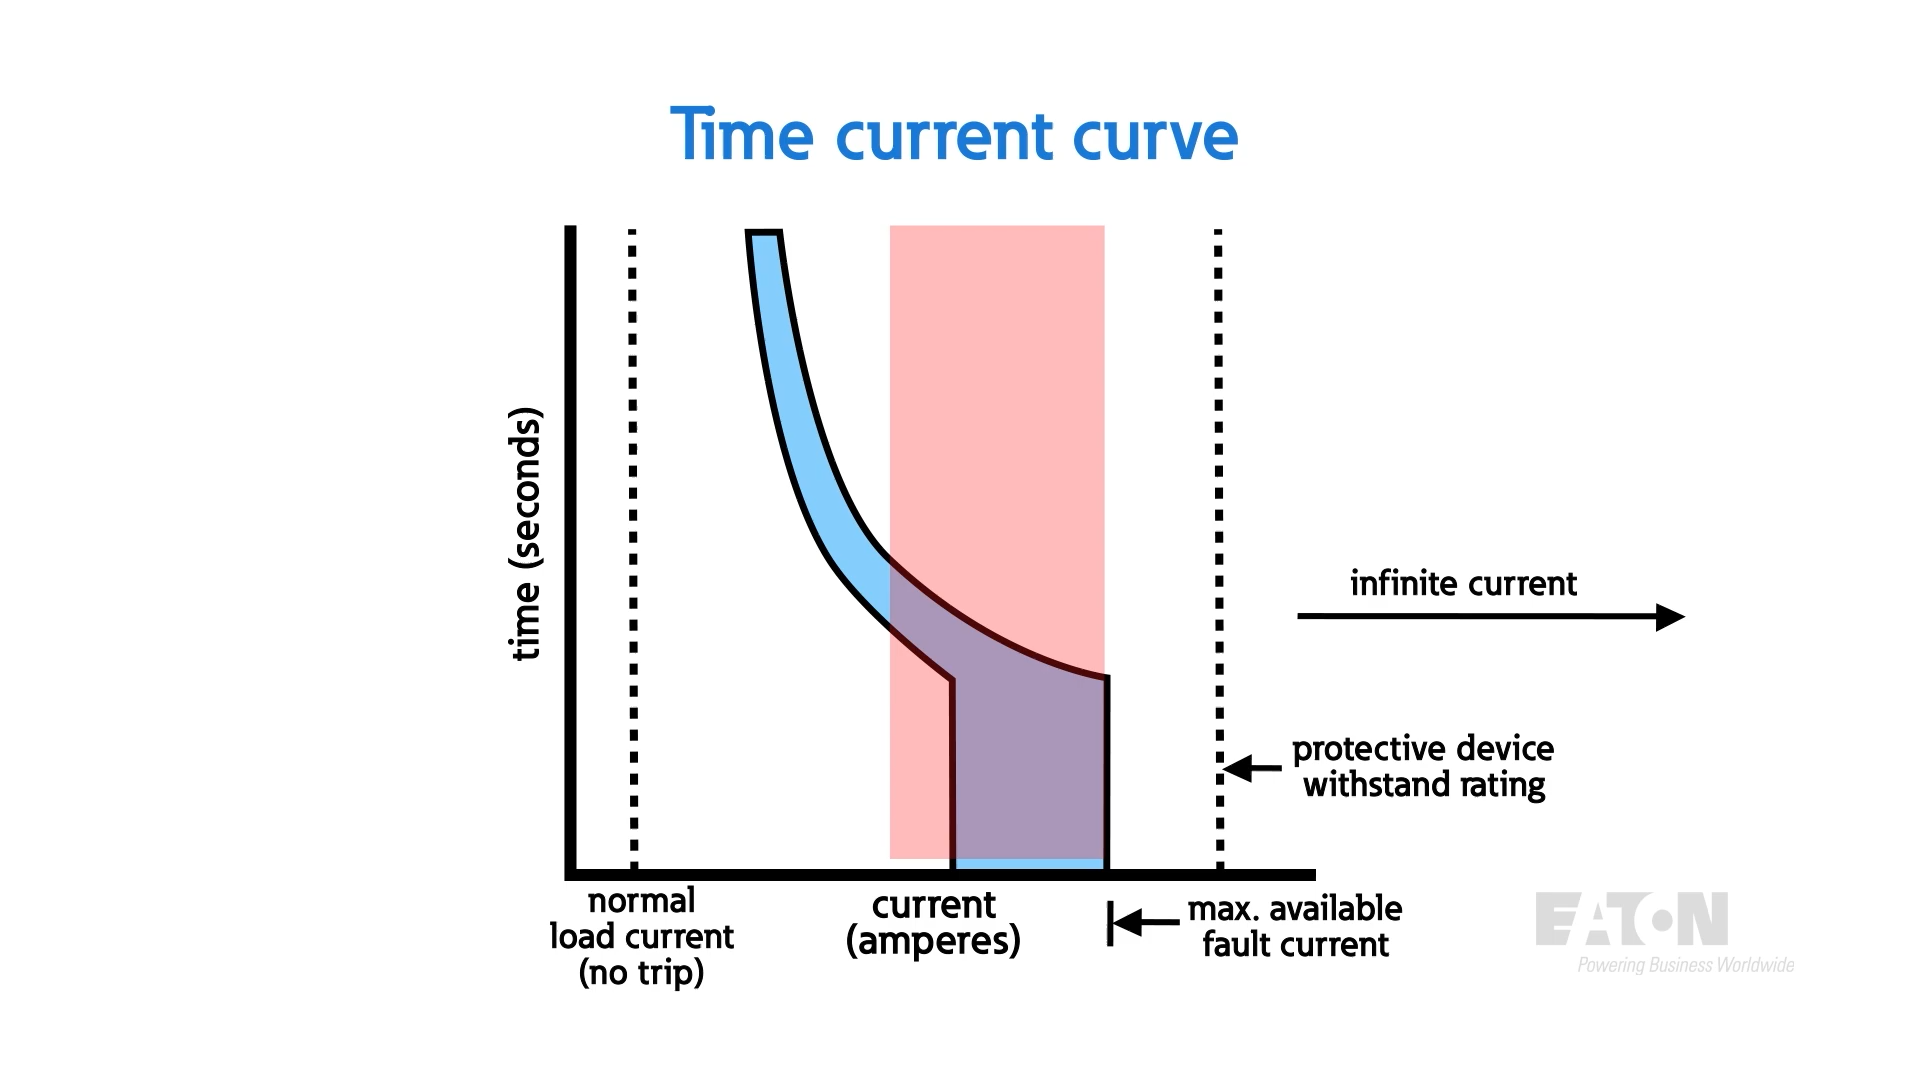 Time current curve
time (seconds)
infinite current
protective device
withstand rating
normal
load current
(no trip)
current
(amperes)
max. available
fault current
EATON
Powering Business Worldwide